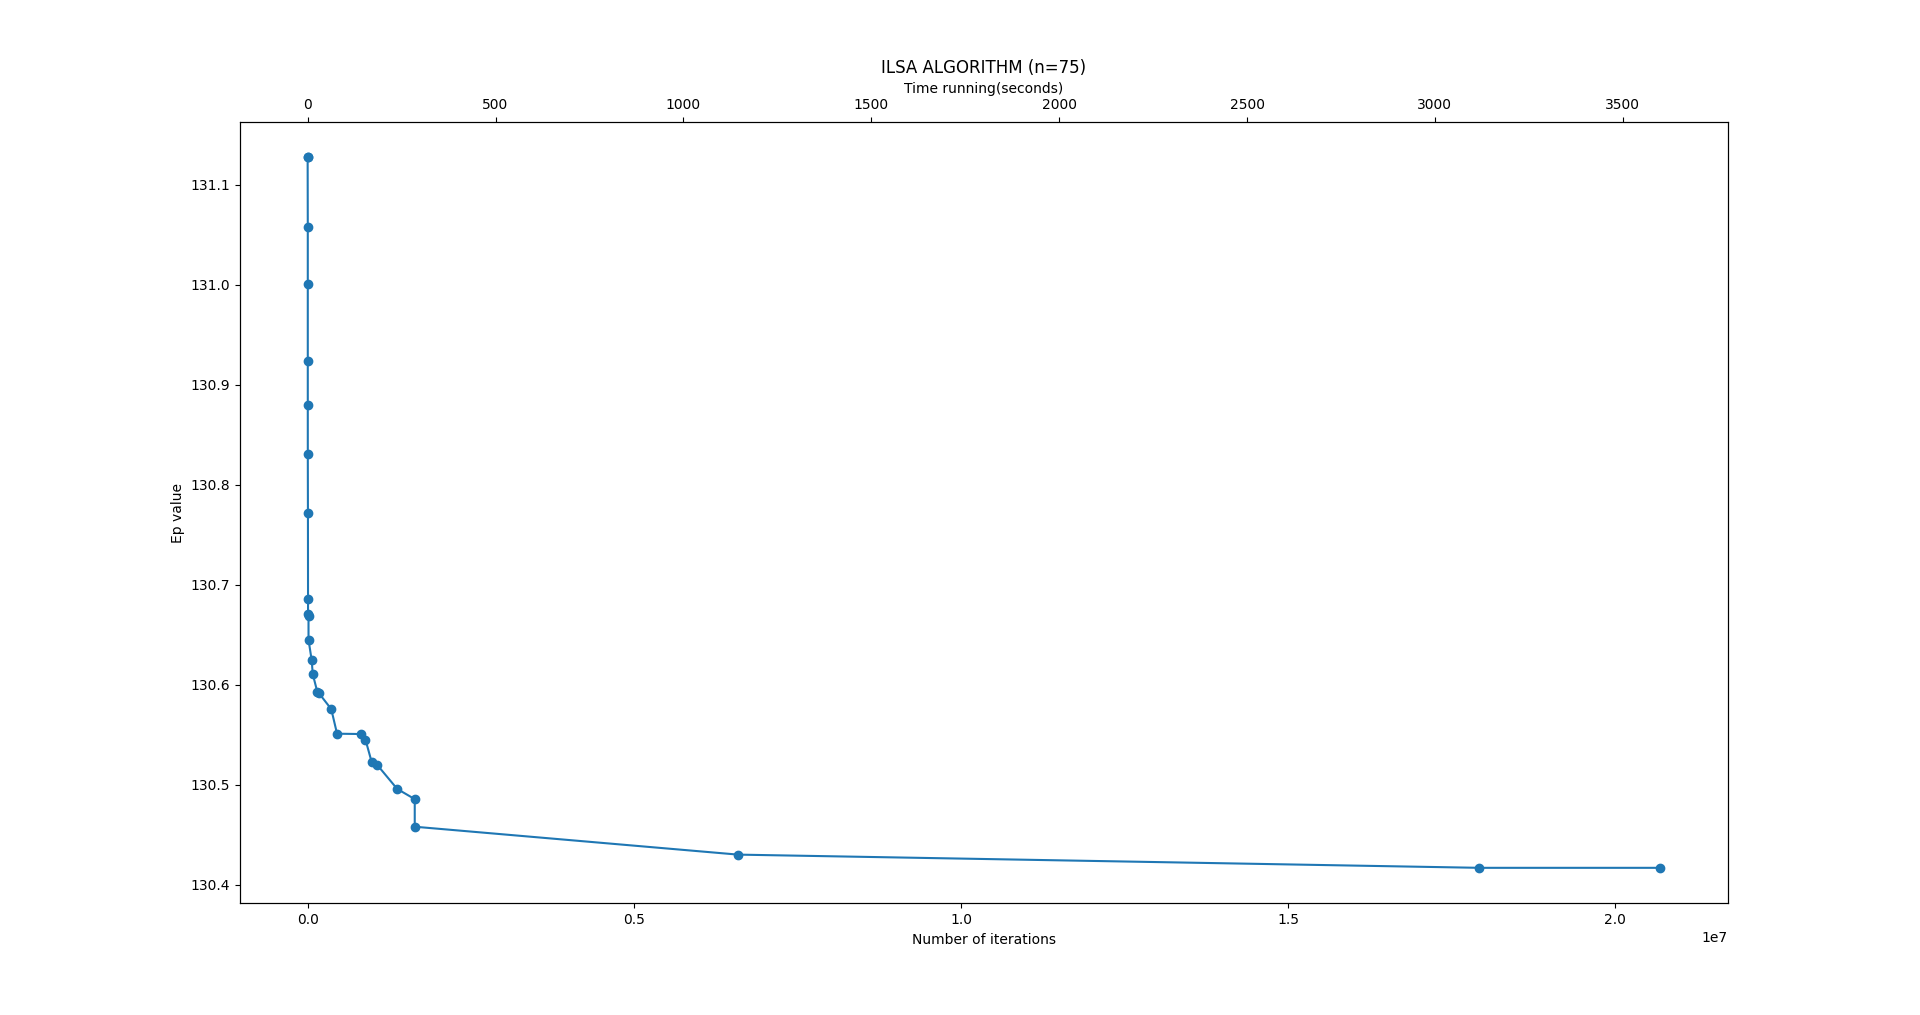 ILSA ALGORITHM (n=75)
Time running(seconds)
0 500 1000 1500 2000 2500 3000 3500
131.1
131.0
130.9
130.8
130.7
130.6
130.5
130.4
Ep value
0.0 0.5 1.0 1.5 2.0
Number of iterations
1e7